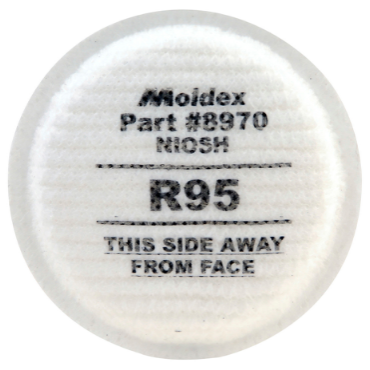 Moldex
Part #8970
NIOSH
R95
THIS SIDE AWAY
FROM FACE